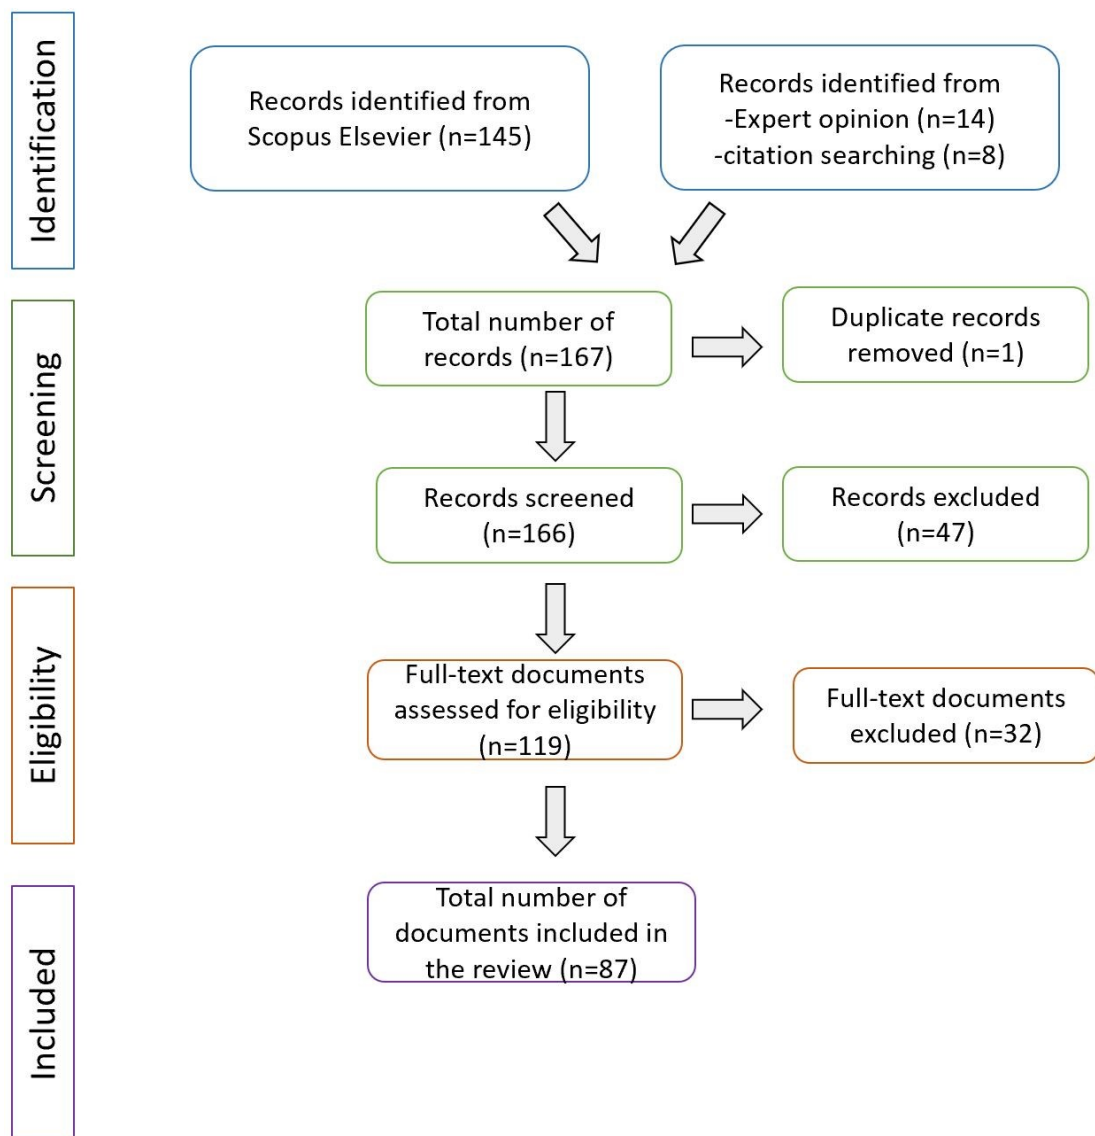 Identification
Records identified from
Scopus Elsevier (n=145)
Records identified from
-Expert opinion (n=14)
-citation searching (n=8)
Screening
Total number of
records (n=167)
Duplicate records
removed (n=1)
Records screened
(n=166)
Records excluded
(n=47)
Eligibility
Full-text documents
assessed for eligibility
(n=119)
Full-text documents
excluded (n=32)
Included
Total number of
documents included in
the review (n=87)